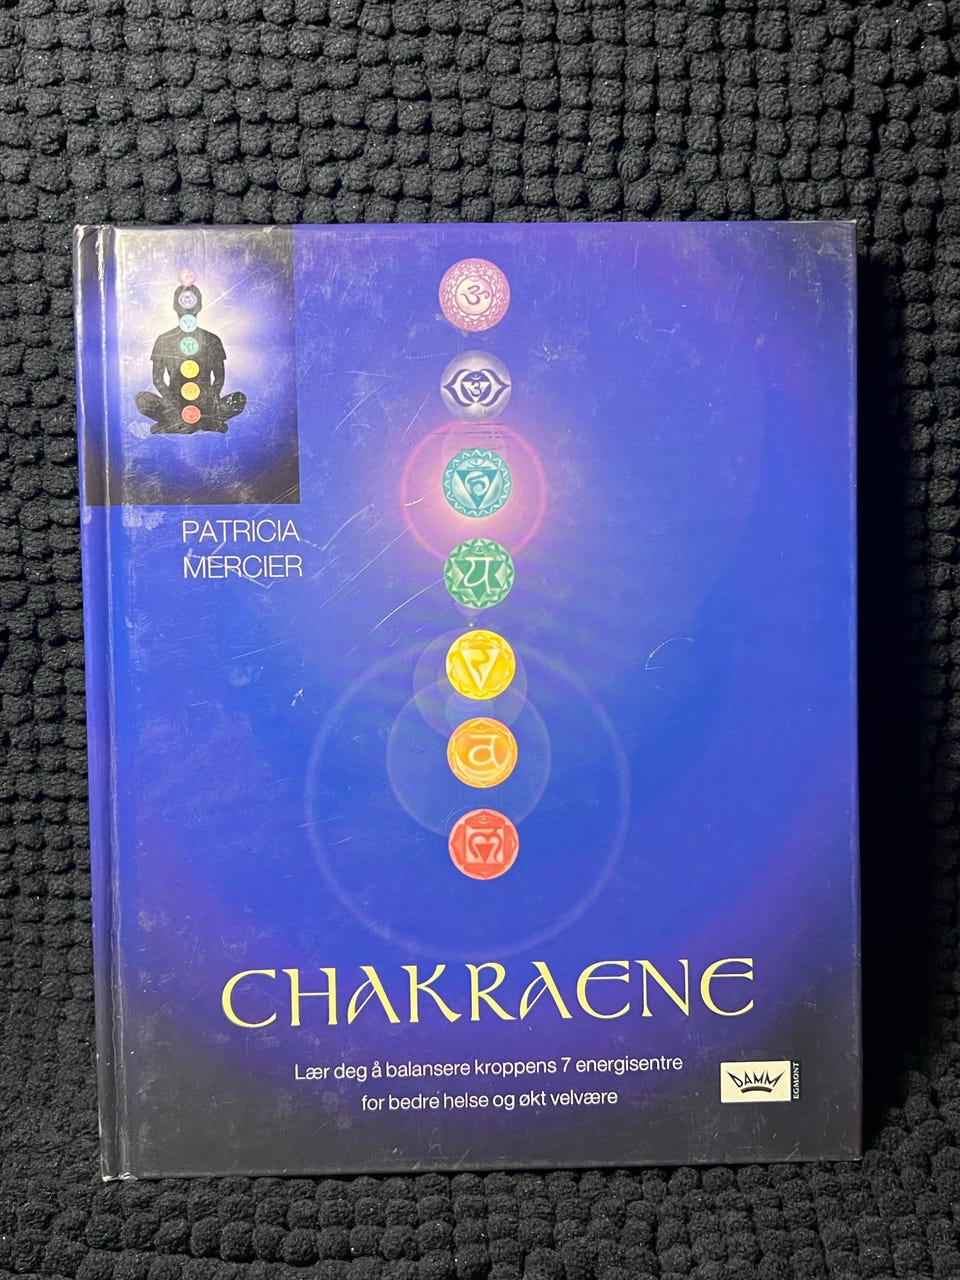 PATRICIA
MERCIER
ॐ
ॐ
य
व
CHAKRAENE
Lær deg å balansere kroppens 7 energisentre
for bedre helse og økt velvære
DAMM
EGMONT